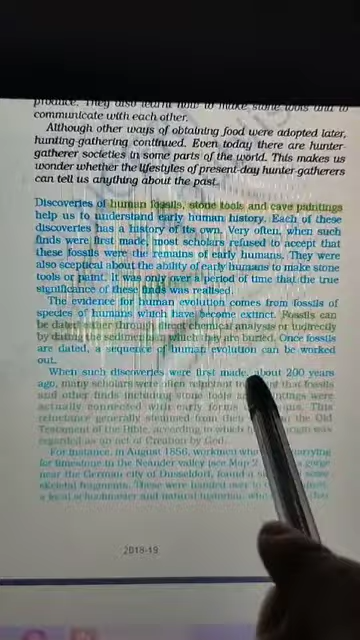 produce. They also learnt how to make stone tools and to
communicate with each other.
Although other ways of obtaining food were adopted later,
hunting-gathering continued. Even today there are hunter-
gatherer societies in some parts of the world. This makes us
wonder whether the lifestyles of present-day hunter-gatherers
can tell us anything about the past.
Discoveries of human fossils, stone tools and cave paintings
help us to understand early human history. Each of these
discoveries has a history of its own. Very often, when such
finds were first made, most scholars refused to accept that
these fossils were the remains of early humans. They were
also sceptical about the ability of early humans to make stone
tools or paint. It was only over a period of time that the true
significance of these finds was realised.
The evidence for human evolution comes from fossils of
species of humans which have become extinct. Fossils can
be dated either through direct chemical analysis or indirectly
by dating the sediments in which they are buried. Once fossils
are dated, a sequence of human evolution can be worked
out.
When such discoveries were first made, about 200 years
ago, many scholars were often reluctant to that fossils
and other finds including stone tools and paintings were
actually connected with early forms of This
reluctance generally stemmed from their the Old
Testament of the Bible, according to which origin was
regarded as an act of Creation by God.
For instance, in August 1856, workmen who quarrying
for limestone in the Neander valley (see Map 2 a gorge
near the German city of Dusseldorf, found a some
skeletal fragments. These were handed over to
a local schoolmaster and natural historian, who that
2018-19